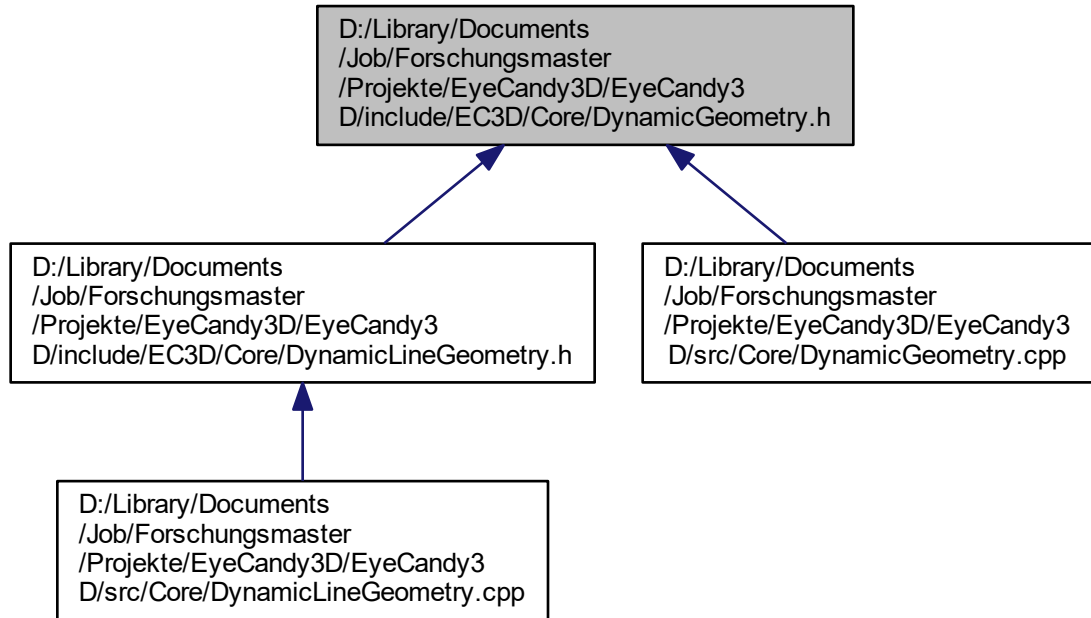 D:/Library/Documents
/Job/Forschungsmaster
/Projekte/EyeCandy3D/EyeCandy3
D/include/EC3D/Core/DynamicGeometry.h
D:/Library/Documents
/Job/Forschungsmaster
/Projekte/EyeCandy3D/EyeCandy3
D/include/EC3D/Core/DynamicLineGeometry.h
D:/Library/Documents
/Job/Forschungsmaster
/Projekte/EyeCandy3D/EyeCandy3
D/src/Core/DynamicGeometry.cpp
D:/Library/Documents
/Job/Forschungsmaster
/Projekte/EyeCandy3D/EyeCandy3
D/src/Core/DynamicLineGeometry.cpp